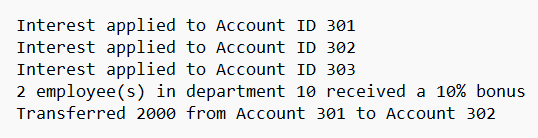 Interest applied to Account ID 301
Interest applied to Account ID 302
Interest applied to Account ID 303
2 employee(s) in department 10 received a 10% bonus
Transferred 2000 from Account 301 to Account 302